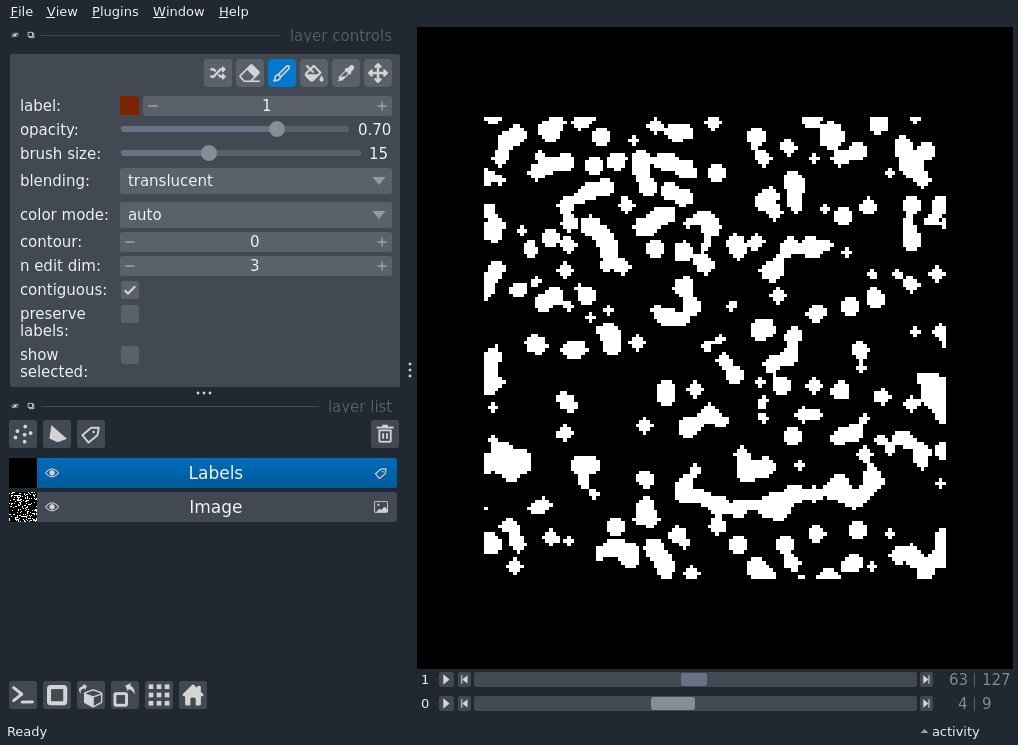 File View Plugins Window Help
layer controls
label: 1
opacity: 0.70
brush size: 15
blending: translucent
color mode: auto
contour: 0
n edit dim: 3
contiguous:
preserve
labels:
show
selected:
layer list
Labels
Image
1 63 | 127
0 4 | 9
Ready activity